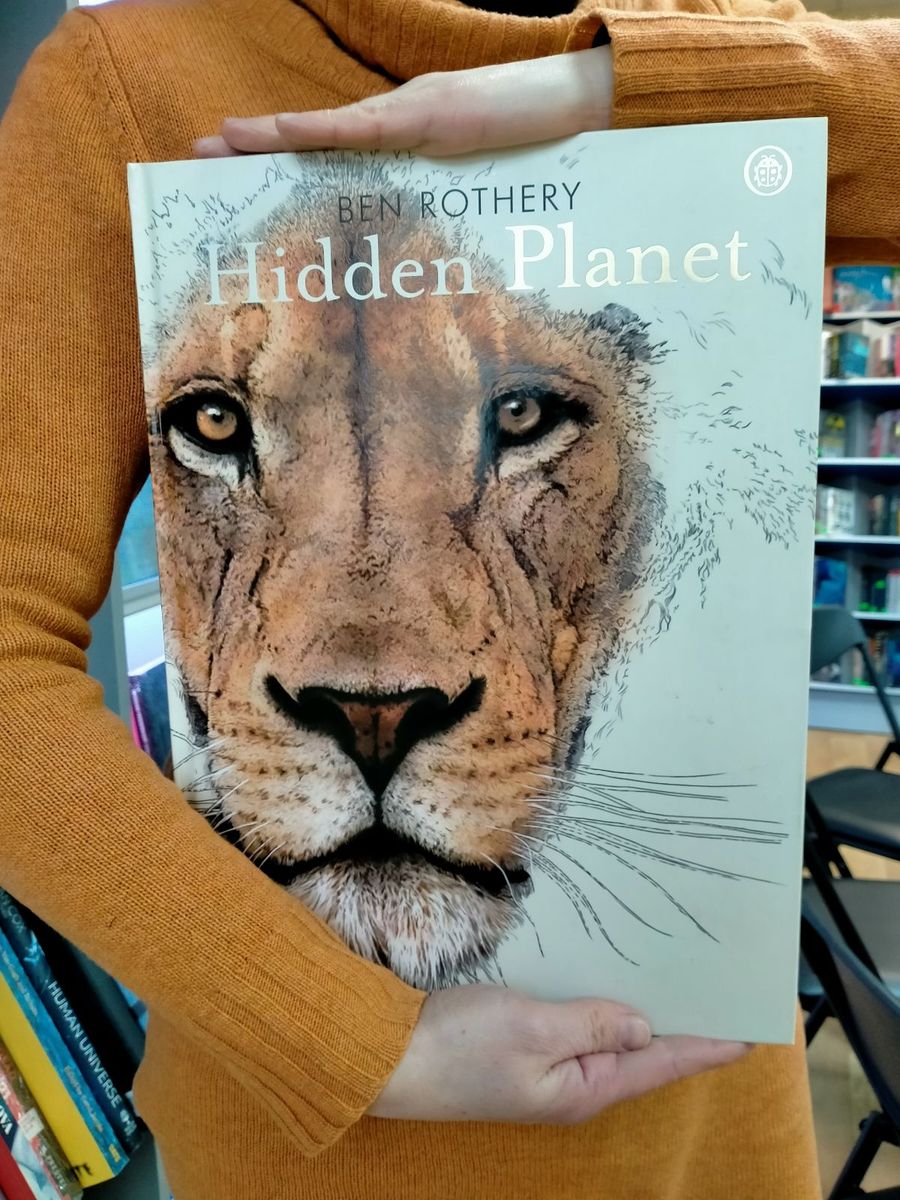 BEN ROTHERY
Hidden Planet
HUMAN UNIVERSE